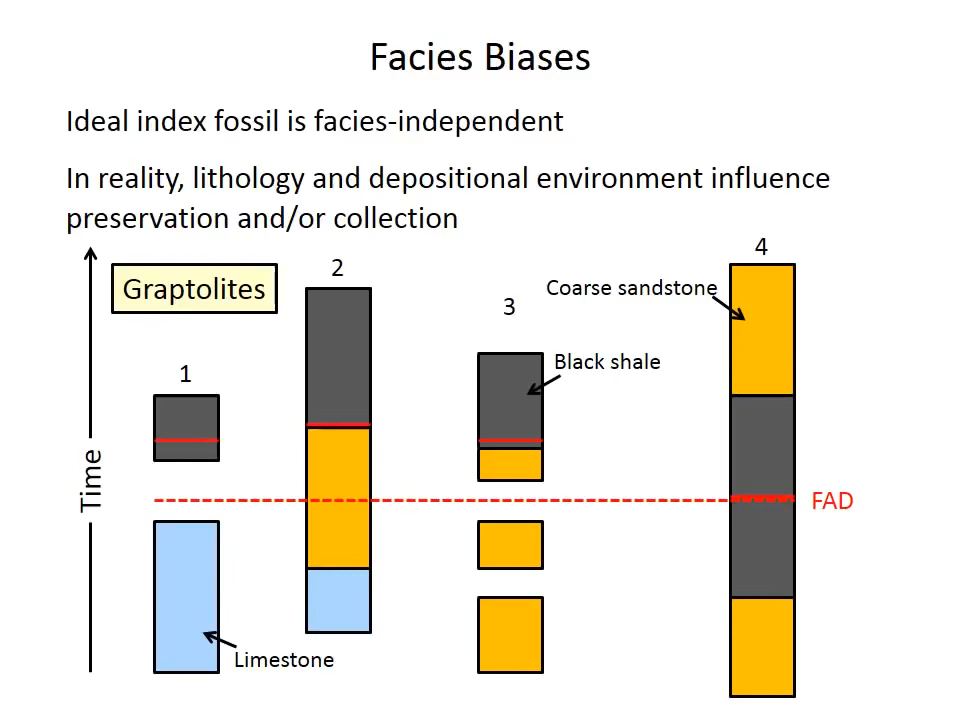 Facies Biases
Ideal index fossil is facies-independent
In reality, lithology and depositional environment influence
preservation and/or collection
Graptolites
1
2
3
4
Coarse sandstone
Black shale
Time
FAD
Limestone